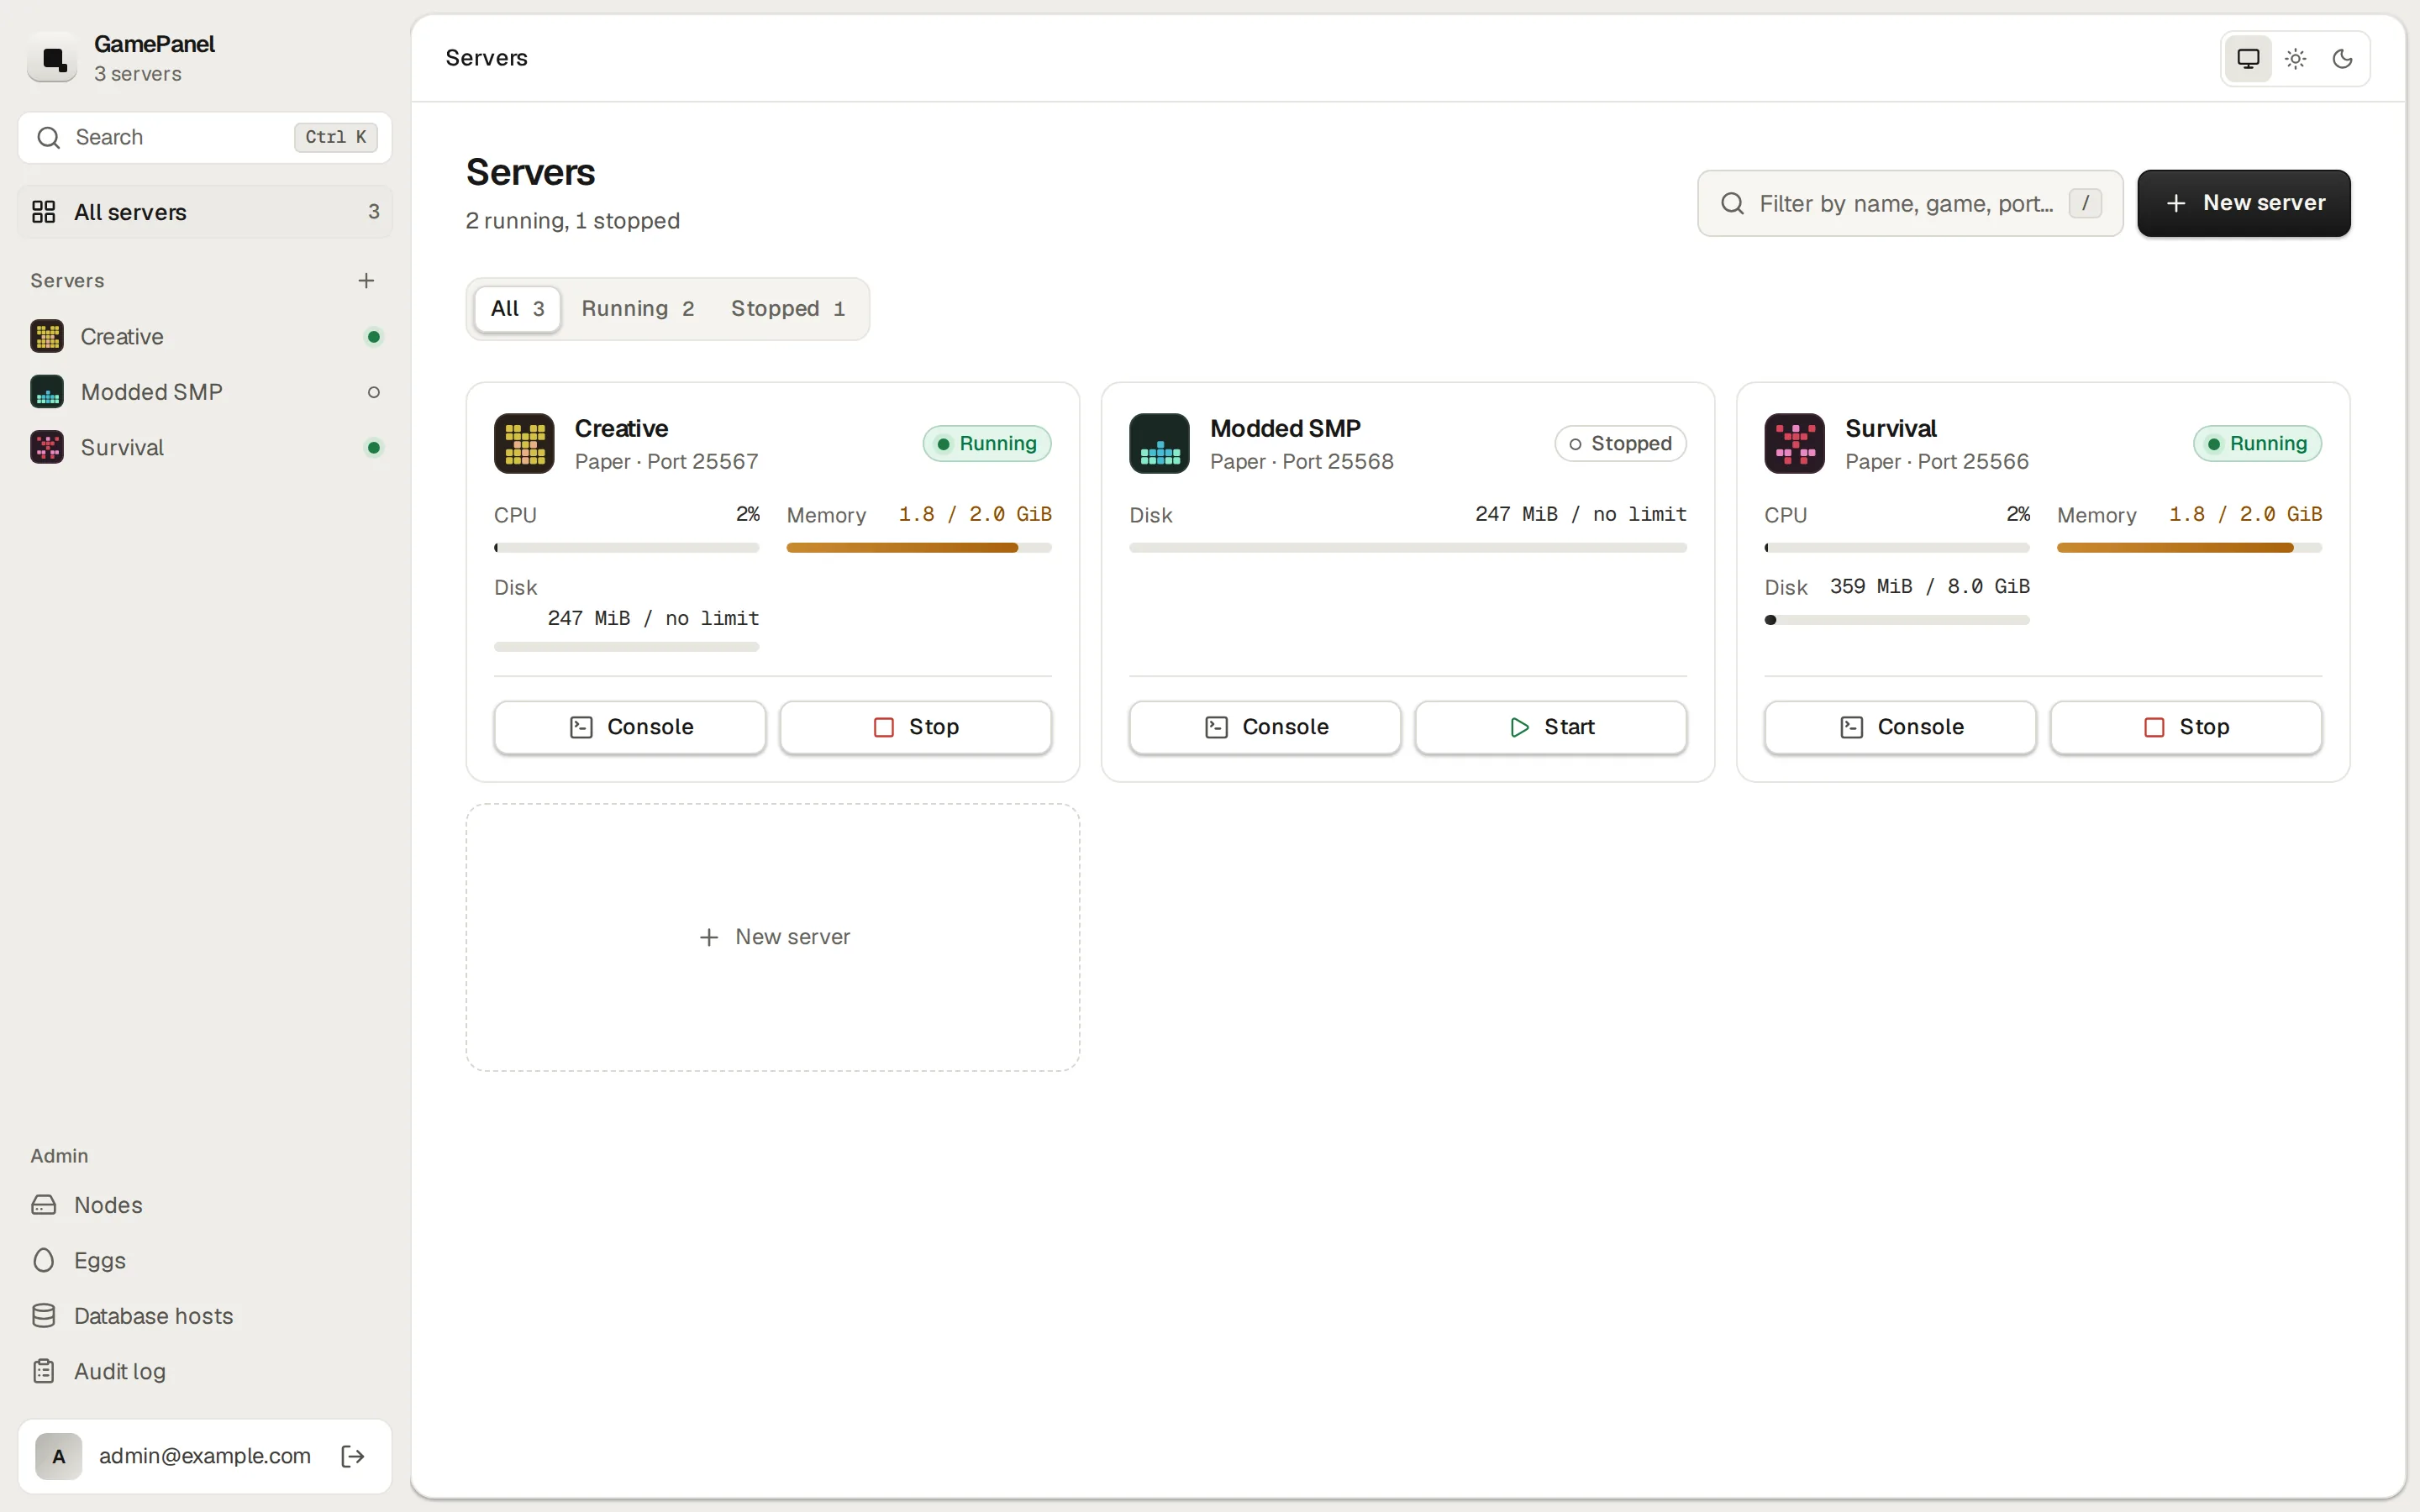 GamePanel
3 servers
Search
Ctrl K
All servers 3
Servers
Creative
Modded SMP
Survival
Admin
Nodes
Eggs
Database hosts
Audit log
A admin@example.com
Servers
Servers
2 running, 1 stopped
Filter by name, game, port... /
New server
All 3 Running 2 Stopped 1
Creative
Paper · Port 25567
Running
CPU 2%
Memory 1.8 / 2.0 GiB
Disk
247 MiB / no limit
Console
Stop
Modded SMP
Paper · Port 25568
Stopped
Disk 247 MiB / no limit
Console
Start
Survival
Paper · Port 25566
Running
CPU 2%
Memory 1.8 / 2.0 GiB
Disk 359 MiB / 8.0 GiB
Console
Stop
New server